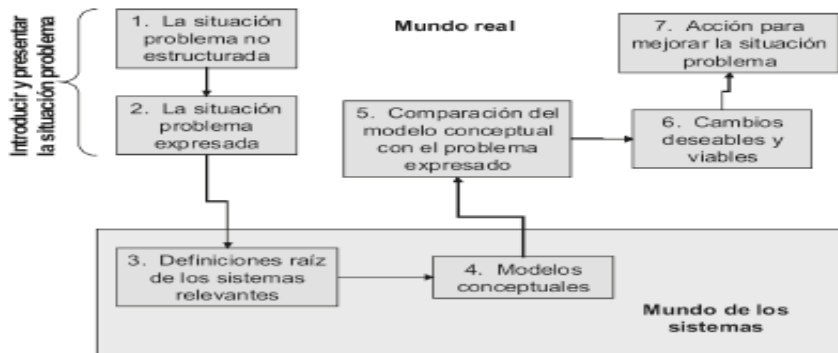 Introducir y presentar
la situación problema
1. La situación
problema no
estructurada
2. La situación
problema
expresada
Mundo real
7. Acción para
mejorar la situación
problema
5. Comparación del
modelo conceptual
con el problema
expresado
6. Cambios
deseables y
viables
3. Definiciones raíz
de los sistemas
relevantes
4. Modelos
conceptuales
Mundo de los
sistemas